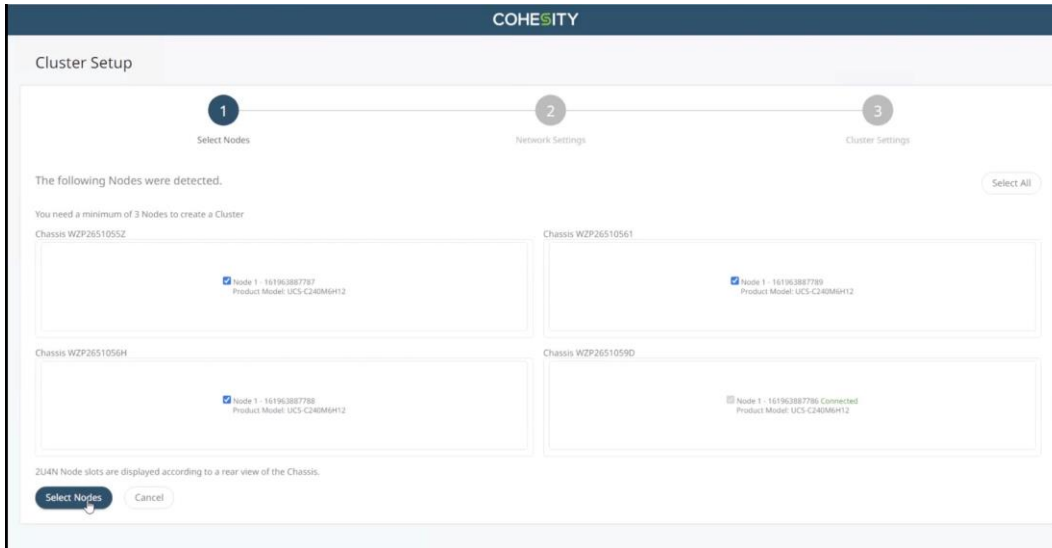 COHESITY
Cluster Setup
1
2
3
Select Nodes
Network Settings
Cluster Settings
The following Nodes were detected.
Select All
You need a minimum of 3 Nodes to create a Cluster
Chassis WZP2651055Z
Chassis WZP26510561
Node 1 - 161963887787
Product Model: UCS-C240M6H12
Node 1 - 161963887789
Product Model: UCS-C240M6H12
Chassis WZP2651056H
Chassis WZP2651059D
Node 1 - 161963887788
Product Model: UCS-C240M6H12
Node 1 - 161963887786 Connected
Product Model: UCS-C240M6H12
2U4N Node slots are displayed according to a rear view of the Chassis.
Select Nodes
Cancel